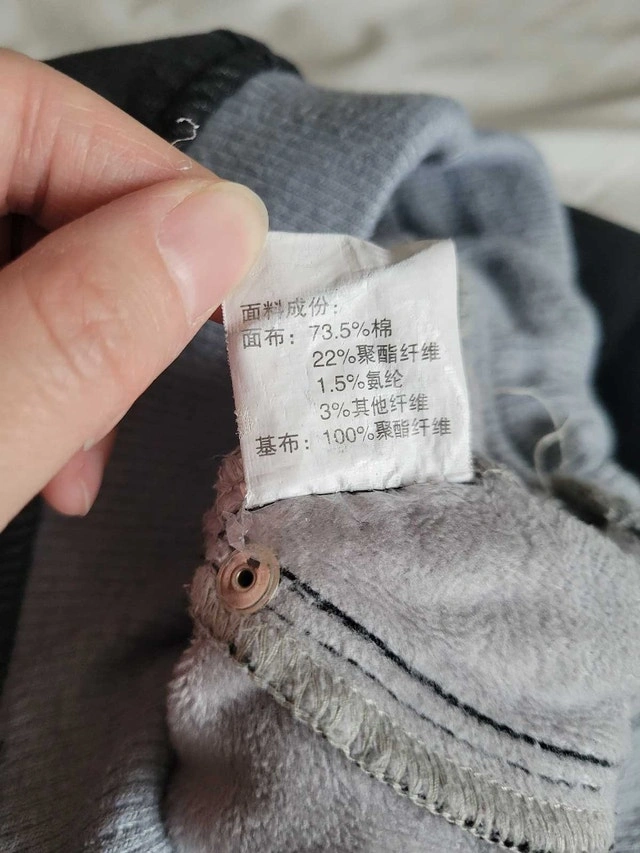 面料成份：
面布：73.5%棉
22%聚酯纤维
1.5%氨纶
3%其他纤维
基布：100%聚酯纤维